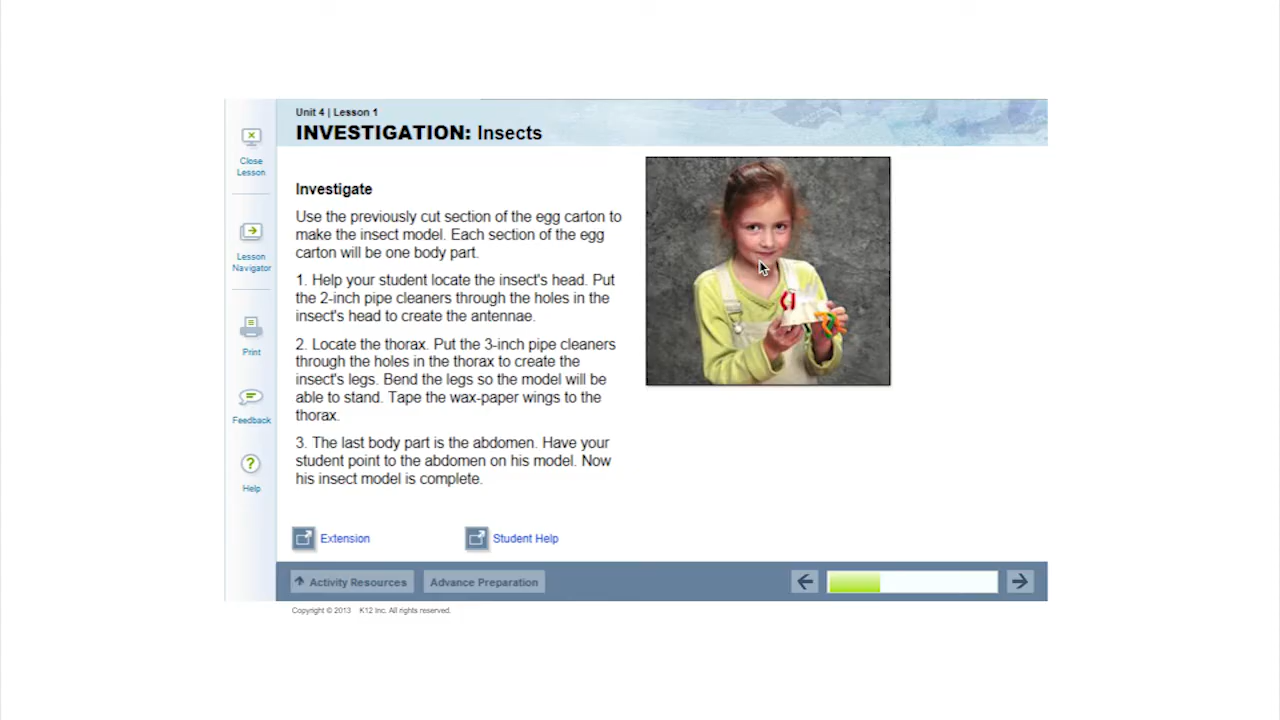 Unit 4 | Lesson 1
INVESTIGATION: Insects
Close
Lesson
Lesson
Navigator
Print
Feedback
Help
Investigate
Use the previously cut section of the egg carton to
make the insect model. Each section of the egg
carton will be one body part.
1. Help your student locate the insect's head. Put
the 2-inch pipe cleaners through the holes in the
insect's head to create the antennae.
2. Locate the thorax. Put the 3-inch pipe cleaners
through the holes in the thorax to create the
insect's legs. Bend the legs so the model will be
able to stand. Tape the wax-paper wings to the
thorax.
3. The last body part is the abdomen. Have your
student point to the abdomen on his model. Now
his insect model is complete.
Extension
Student Help
Activity Resources
Advance Preparation
Copyright © 2013 K12 Inc. All rights reserved.